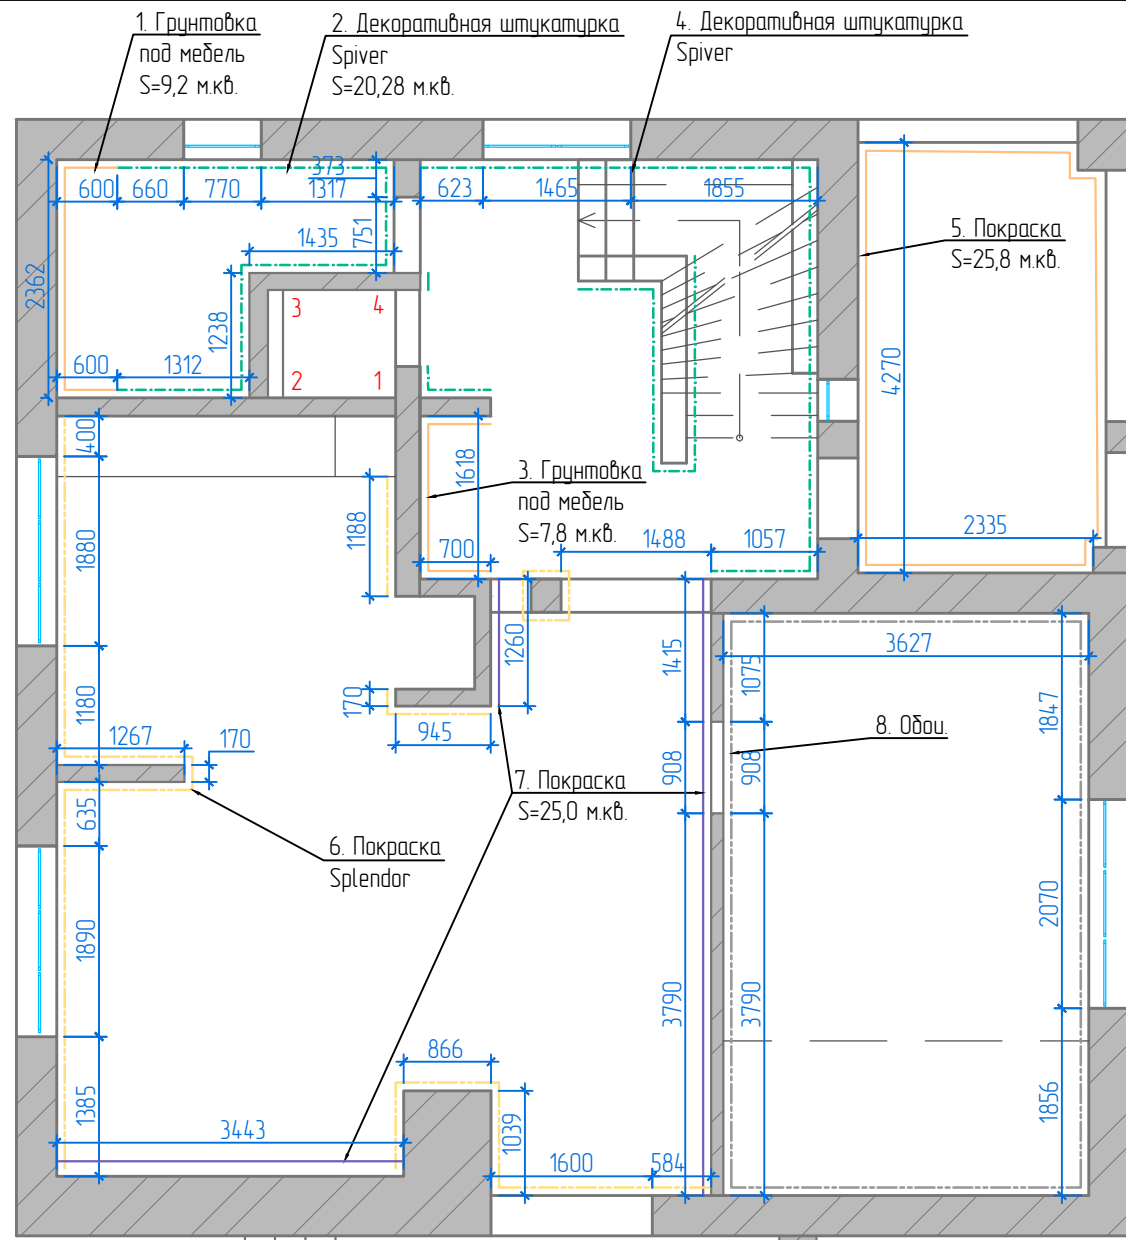 1. Грунтовка
под мебель
S=9,2 м.кв.
2. Декоративная штукатурка
Spiver
S=20,28 м.кв.
4. Декоративная штукатурка
Spiver
373
600
660
770
1317
623
1465
1855
1435
751
5. Покраска
S=25,8 м.кв.
2362
1238
3
4
2
1
600
1312
4270
400
1618
3. Грунтовка
под мебель
S=7,8 м.кв.
1188
1880
700
1488
1057
2335
1260
1415
1075
3627
170
1180
1847
1267
170
945
8. Обои.
908
908
7. Покраска
S=25,0 м.кв.
635
6. Покраска
Splendor
1890
2070
3790
3790
866
1385
1039
1856
3443
1600
584